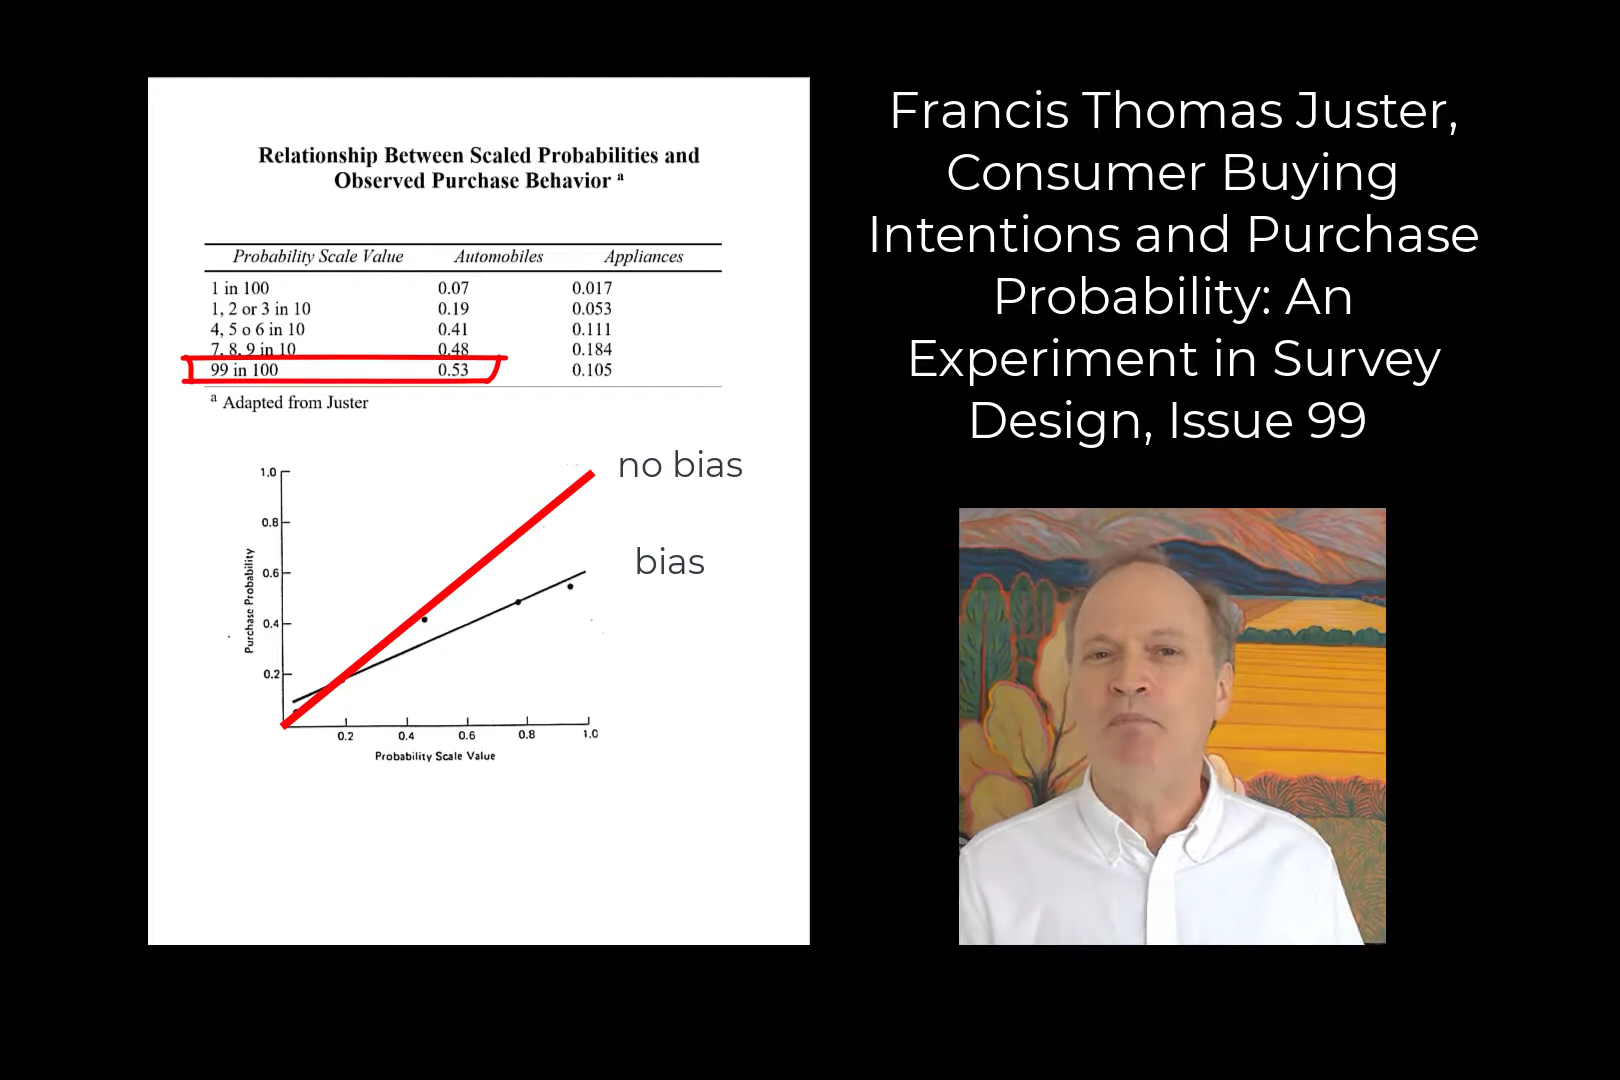 Relationship Between Scaled Probabilities and
Observed Purchase Behavior a
Probability Scale Value Automobiles Appliances
1 in 100 0.07 0.017
1, 2 or 3 in 10 0.19 0.053
4, 5 o 6 in 10 0.41 0.111
7, 8, 9 in 10 0.48 0.184
99 in 100 0.53 0.105
a Adapted from Juster
no bias
bias
1.0
0.8
0.6
0.4
0.2
Purchase Probability
0.2 0.4 0.6 0.8 1.0
Probability Scale Value
Francis Thomas Juster,
Consumer Buying
Intentions and Purchase
Probability: An
Experiment in Survey
Design, Issue 99